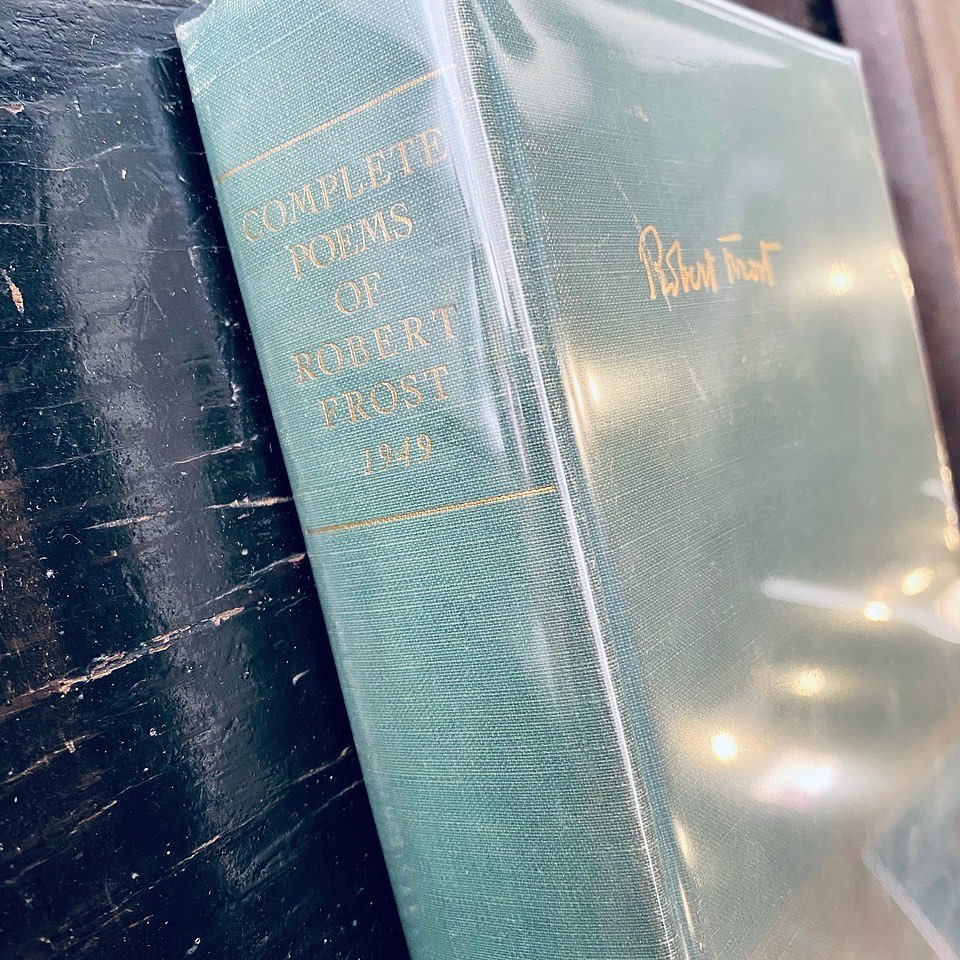 COMPLETE
POEMS
OF
ROBERT
FROST
1949
Robert Frost